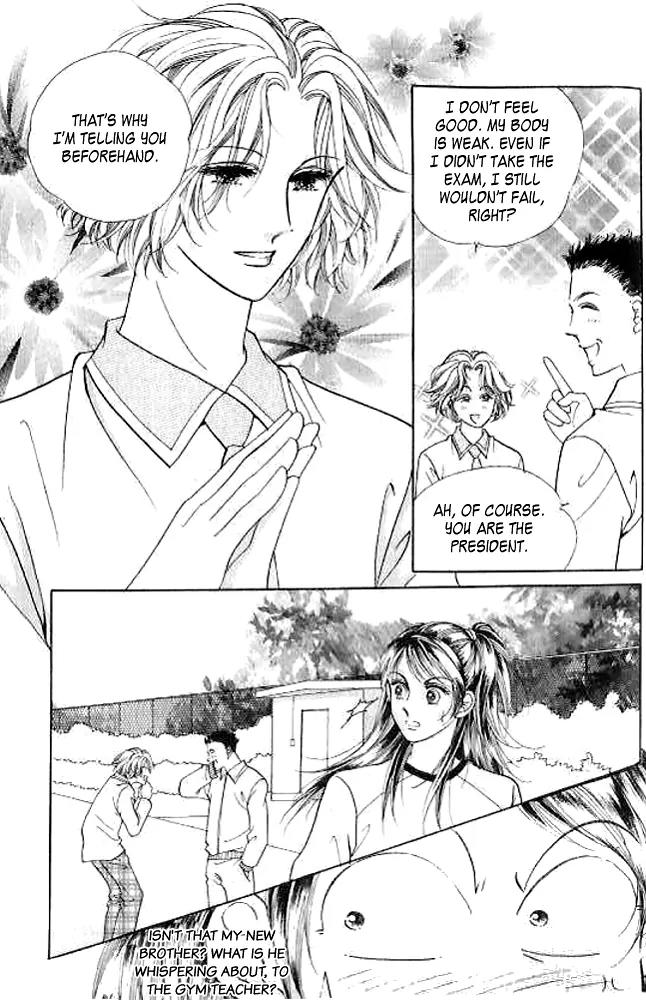 THAT'S WHY
I'M TELLING YOU
BEFOREHAND.
I DON'T FEEL
GOOD. MY BODY
IS WEAK. EVEN IF
I DIDN'T TAKE THE
EXAM, I STILL
WOULDN'T FAIL,
RIGHT?
AH, OF COURSE.
YOU ARE THE
PRESIDENT.
ISN'T THAT MY NEW
BROTHER? WHAT IS HE
WHISPERING ABOUT, TO
THE GYM TEACHER?